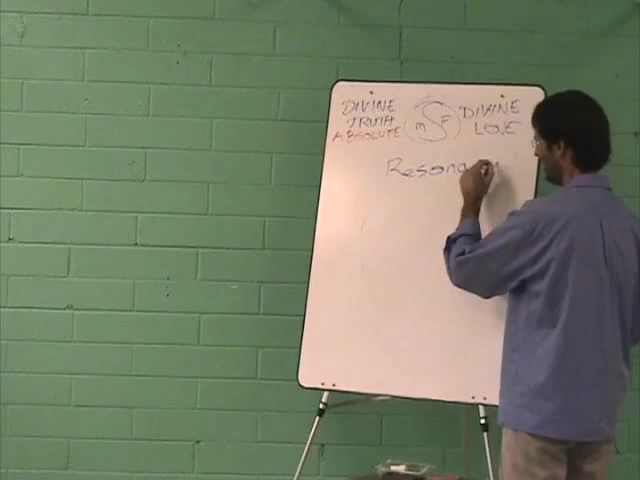 DIVINE
TRUTH
ABSOLUTE
m F
DIVINE
LOVE
Resona